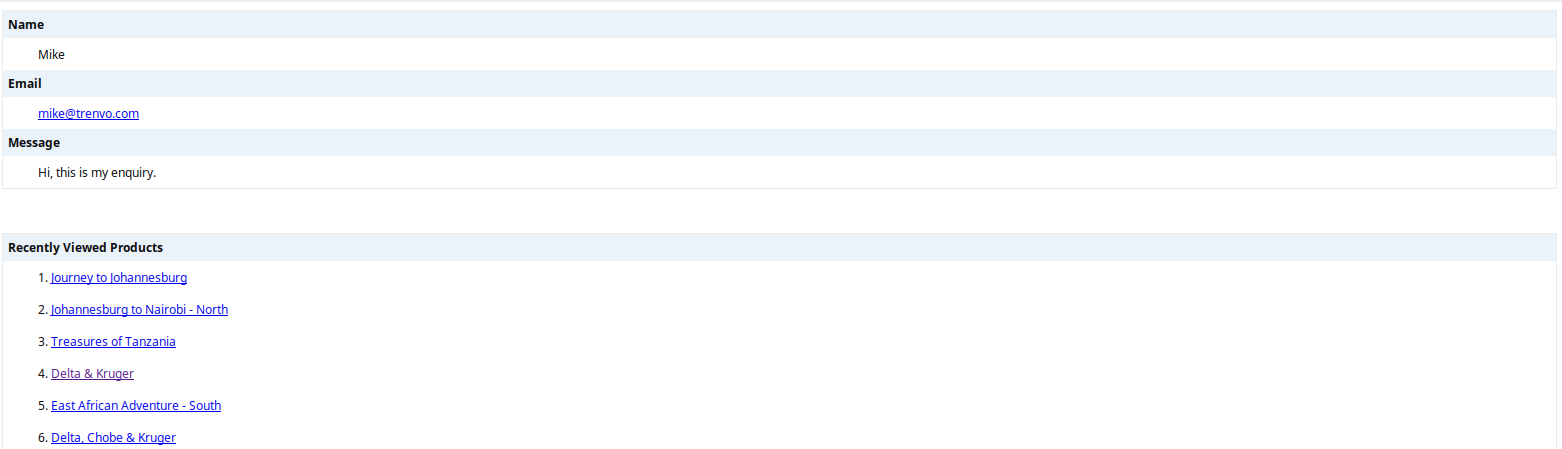 Name
Mike
Email
mike@trenvo.com
Message
Hi, this is my enquiry.
Recently Viewed Products
1. Journey to Johannesburg
2. Johannesburg to Nairobi - North
3. Treasures of Tanzania
4. Delta & Kruger
5. East African Adventure - South
6. Delta, Chobe & Kruger